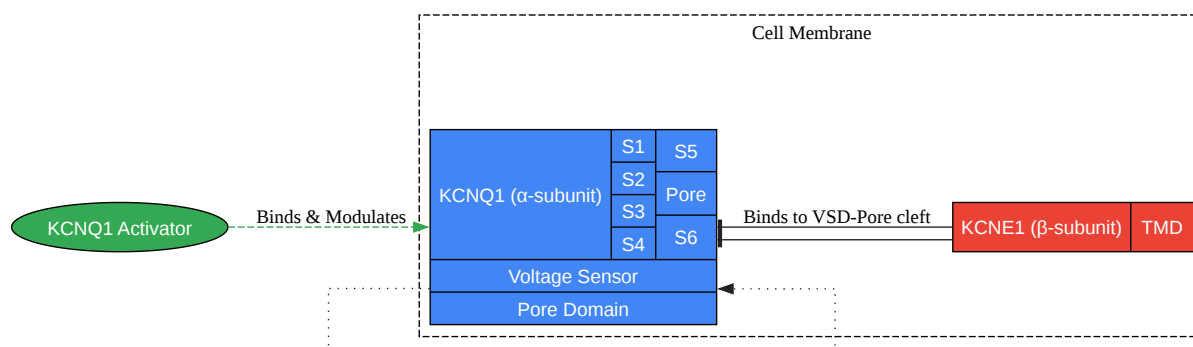 Cell Membrane
KCNQ1 (α-subunit)
S1
S2
S3
S4
S5
Pore
S6
Voltage Sensor
Pore Domain
KCNQ1 Activator
Binds & Modulates
Binds to VSD-Pore cleft
KCNE1 (β-subunit)
TMD